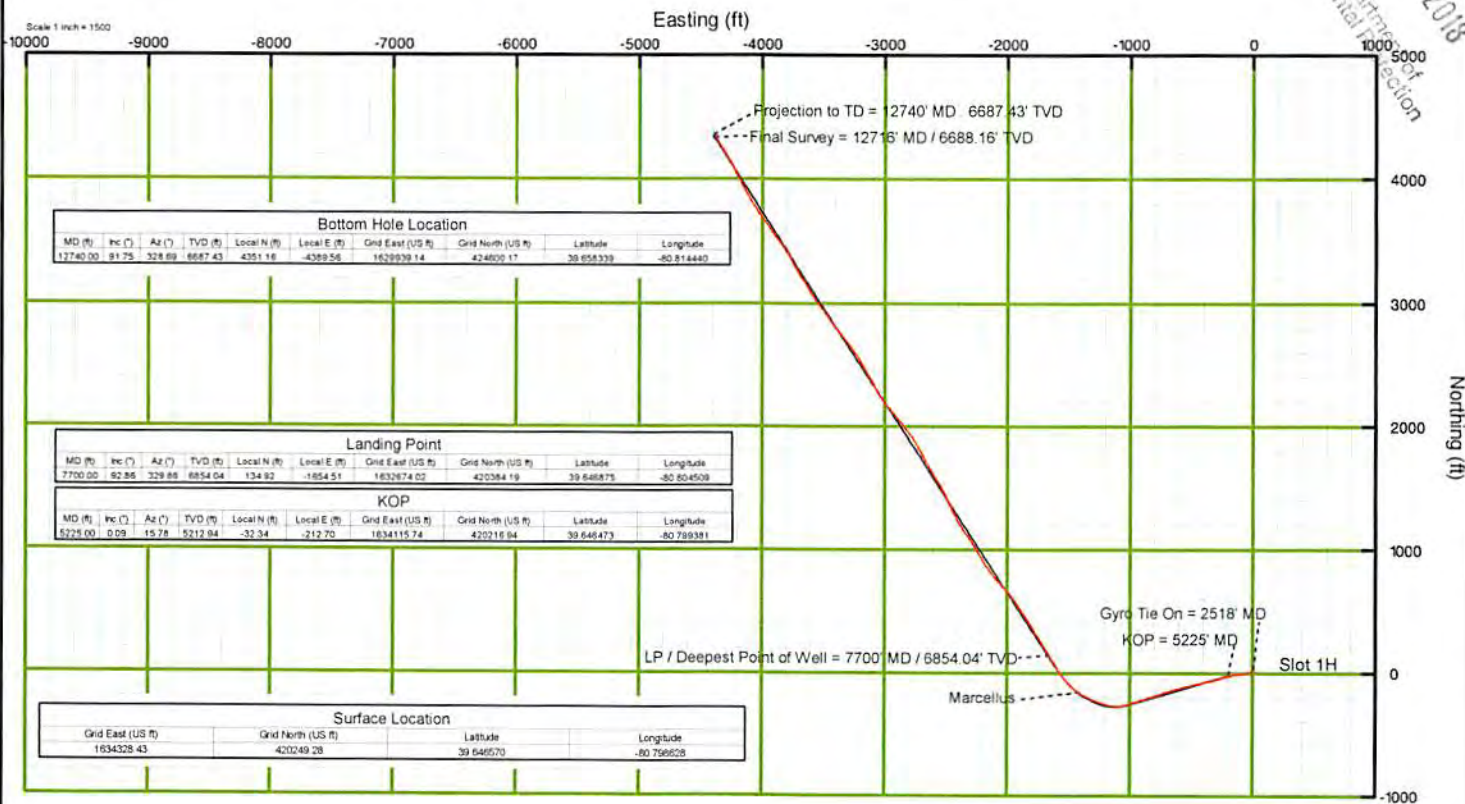 Scale 1 inch = 1500
Easting (ft)
-10000 -9000 -8000 -7000 -6000 -5000 -4000 -3000 -2000 -1000 0 1000
2018
Department of
Protection
5000
Projection to TD = 12740' MD . 6687.43' TVD
Final Survey = 12716' MD / 6688.16' TVD
4000
Bottom Hole Location
MD (ft) Inc (°) Az (°) TVD (ft) Local N (ft) Local E (ft) Grid East (US ft) Grid North (US ft) Latitude Longitude
12740.00 91.75 328.69 6687.43 4351.16 -4389.56 1629939.14 424600.17 39.658339 -80.814440
3000
Northing (ft)
2000
Landing Point
MD (ft) Inc (°) Az (°) TVD (ft) Local N (ft) Local E (ft) Grid East (US ft) Grid North (US ft) Latitude Longitude
7700.00 92.86 329.86 6854.04 134.92 -1654.51 1632674.02 420384.19 39.646875 -80.804509
KOP
MD (ft) Inc (°) Az (°) TVD (ft) Local N (ft) Local E (ft) Grid East (US ft) Grid North (US ft) Latitude Longitude
5225.00 0.09 15.78 5212.94 -32.34 -212.70 1634115.74 420216.94 39.646473 -80.799381
1000
Gyro Tie On = 2518' MD
KOP = 5225' MD
LP / Deepest Point of Well = 7700' MD / 6854.04' TVD
Slot 1H
0
Marcellus
Surface Location
Grid East (US ft) Grid North (US ft) Latitude Longitude
1634328.43 420249.28 39.646570 -80.798628
-1000